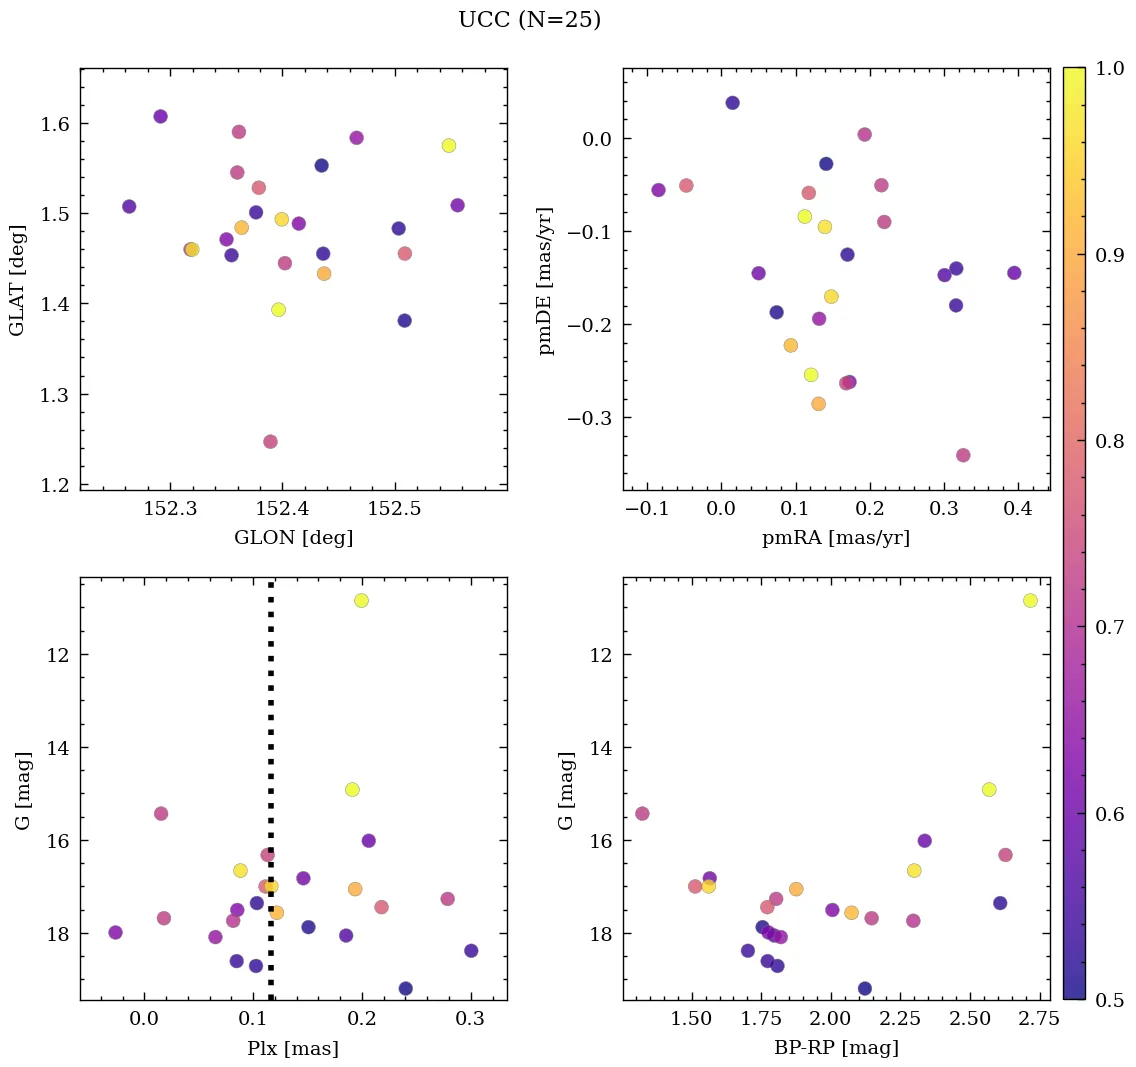 UCC (N=25)
1.6
1.5
1.4
1.3
1.2
GLAT [deg]
152.3 152.4 152.5
GLON [deg]
0.0
−0.1
−0.2
−0.3
pmDE [mas/yr]
−0.1 0.0 0.1 0.2 0.3 0.4
pmRA [mas/yr]
12
14
16
18
G [mag]
0.0 0.1 0.2 0.3
Plx [mas]
12
14
16
18
G [mag]
1.50 1.75 2.00 2.25 2.50 2.75
BP-RP [mag]
1.0
0.9
0.8
0.7
0.6
0.5